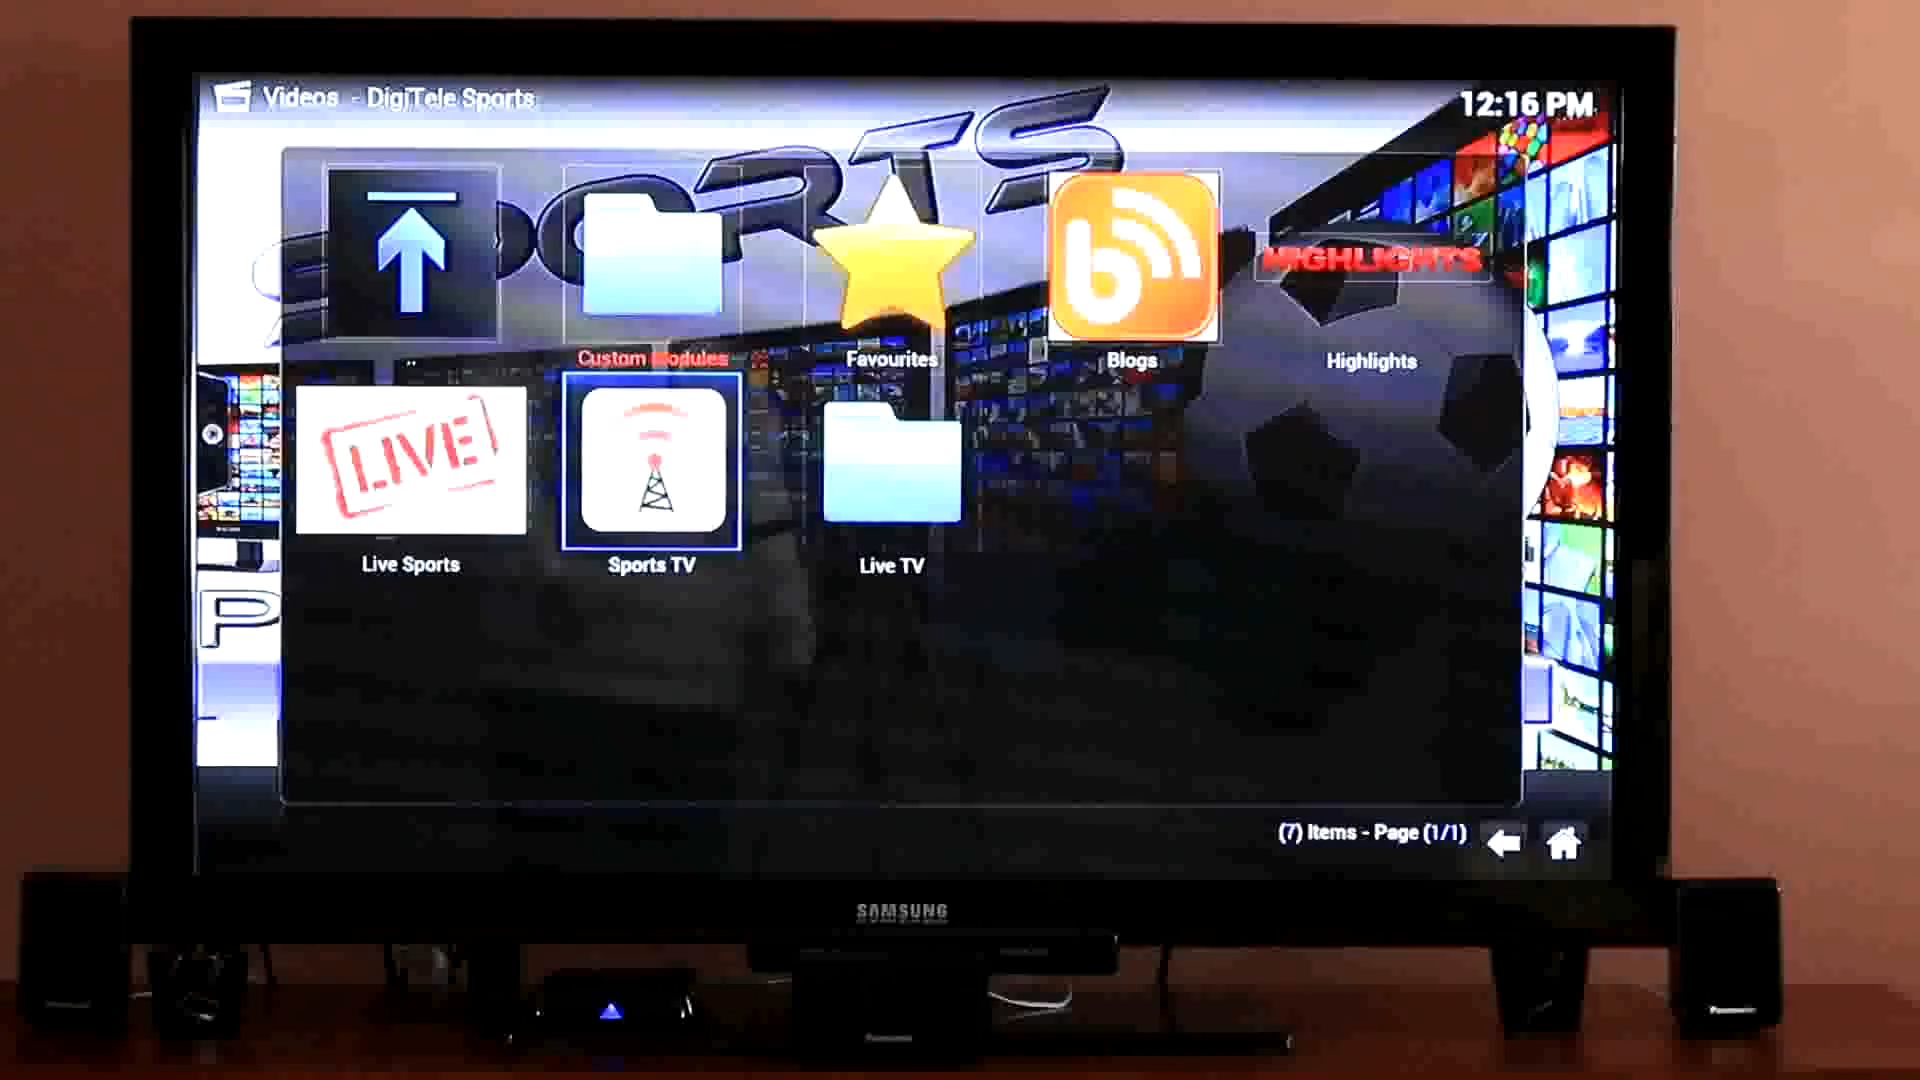 Videos - DigiTele Sports
12:16 PM
SPORTS
HIGHLIGHTS
Custom Modules
Favourites
Blogs
Highlights
LIVE
Live Sports
Sports TV
Live TV
P
(7) Items - Page (1/1)
SAMSUNG
Panasonic